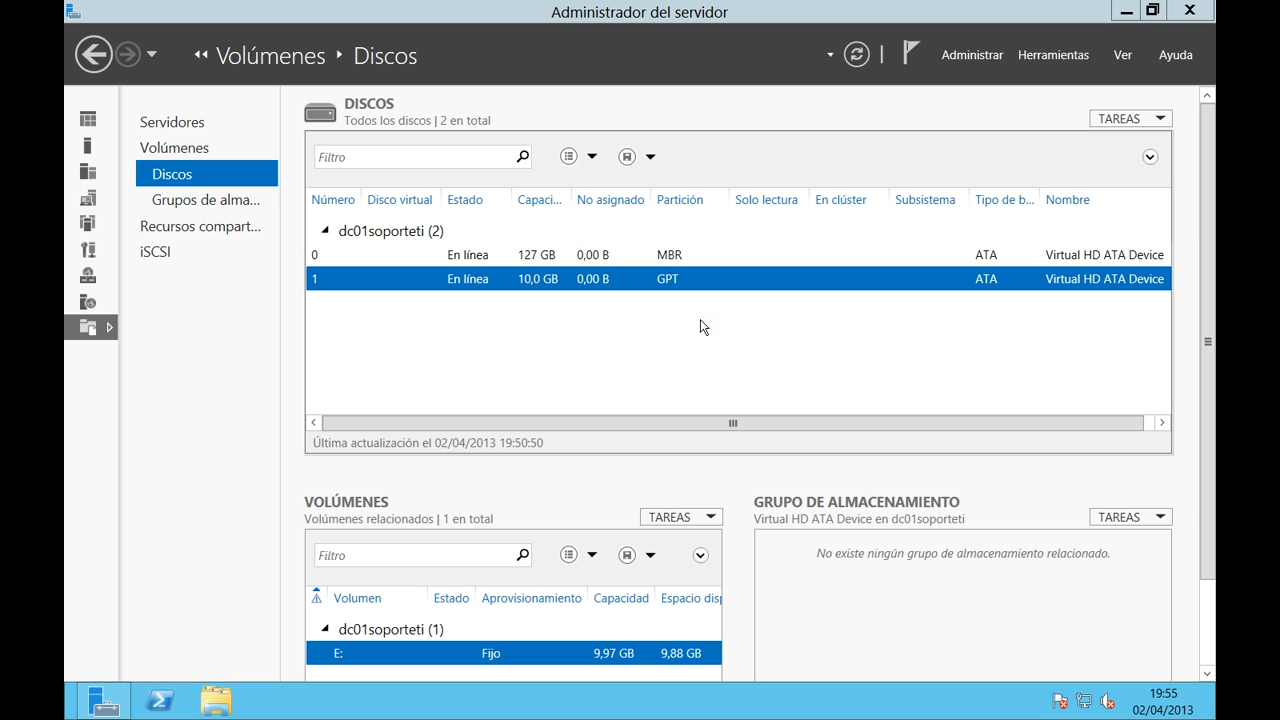 Administrador del servidor
Volúmenes
Discos
Administrar
Herramientas
Ver
Ayuda
Servidores
Volúmenes
Discos
Grupos de alma...
Recursos compart...
iSCSI
DISCOS
Todos los discos | 2 en total
TAREAS
Filtro
Número Disco virtual Estado Capaci... No asignado Partición Solo lectura En clúster Subsistema Tipo de b... Nombre
dc01soporteti (2)
0 En línea 127 GB 0,00 B MBR ATA Virtual HD ATA Device
1 En línea 10,0 GB 0,00 B GPT ATA Virtual HD ATA Device
Última actualización el 02/04/2013 19:50:50
VOLÚMENES
Volúmenes relacionados | 1 en total
TAREAS
Filtro
Volumen Estado Aprovisionamiento Capacidad Espacio disp
dc01soporteti (1)
E: Fijo 9,97 GB 9,88 GB
GRUPO DE ALMACENAMIENTO
Virtual HD ATA Device en dc01soporteti
TAREAS
No existe ningún grupo de almacenamiento relacionado.
19:55
02/04/2013